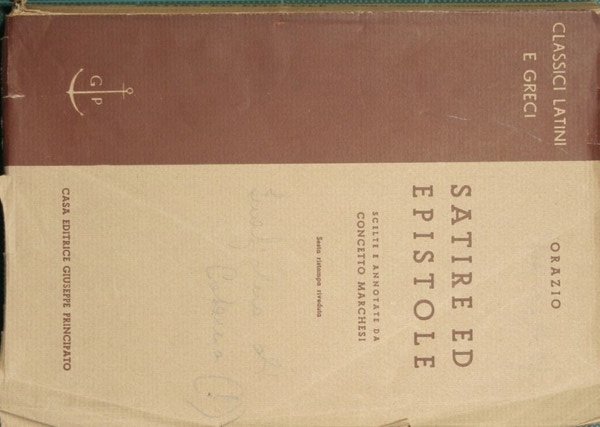 CLASSICI LATINI
E GRECI
ORAZIO
SATIRE ED
EPISTOLE
SCELTE E ANNOTATE DA
CONCETTO MARCHESI
Sesta ristampa riveduta
G P
CASA EDITRICE GIUSEPPE PRINCIPATO